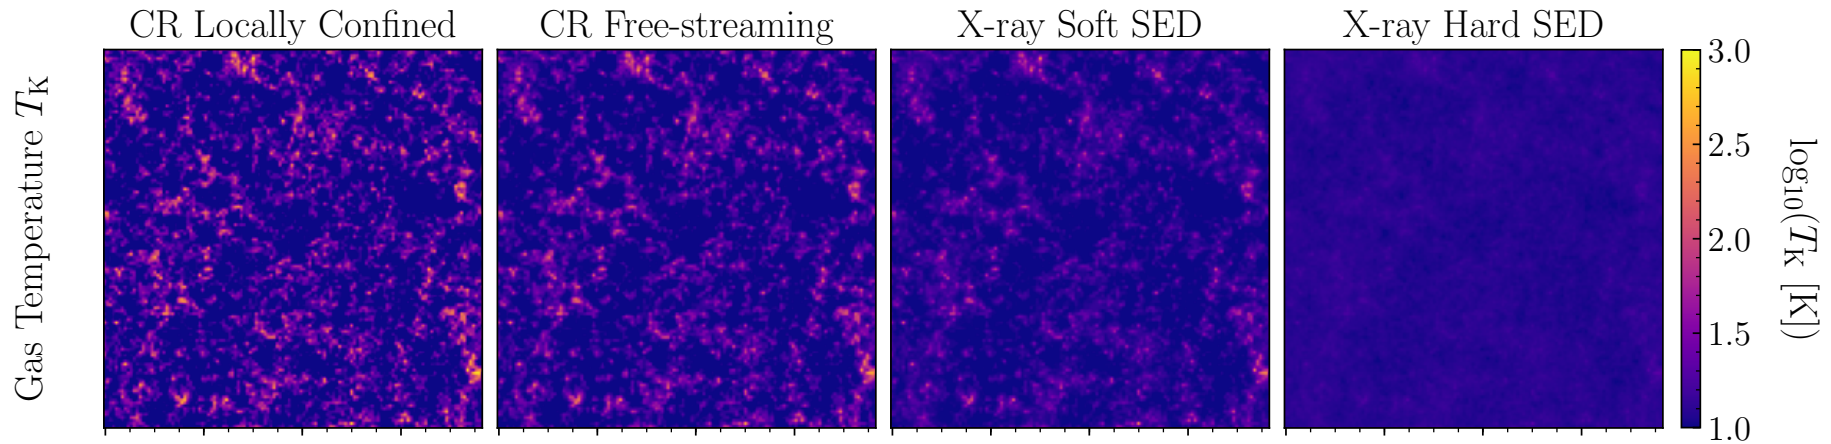 CR Locally Confined
CR Free-streaming
X-ray Soft SED
X-ray Hard SED
Gas Temperature T_K
3.0
2.5
2.0
1.5
1.0
log₁₀(T_K [K])